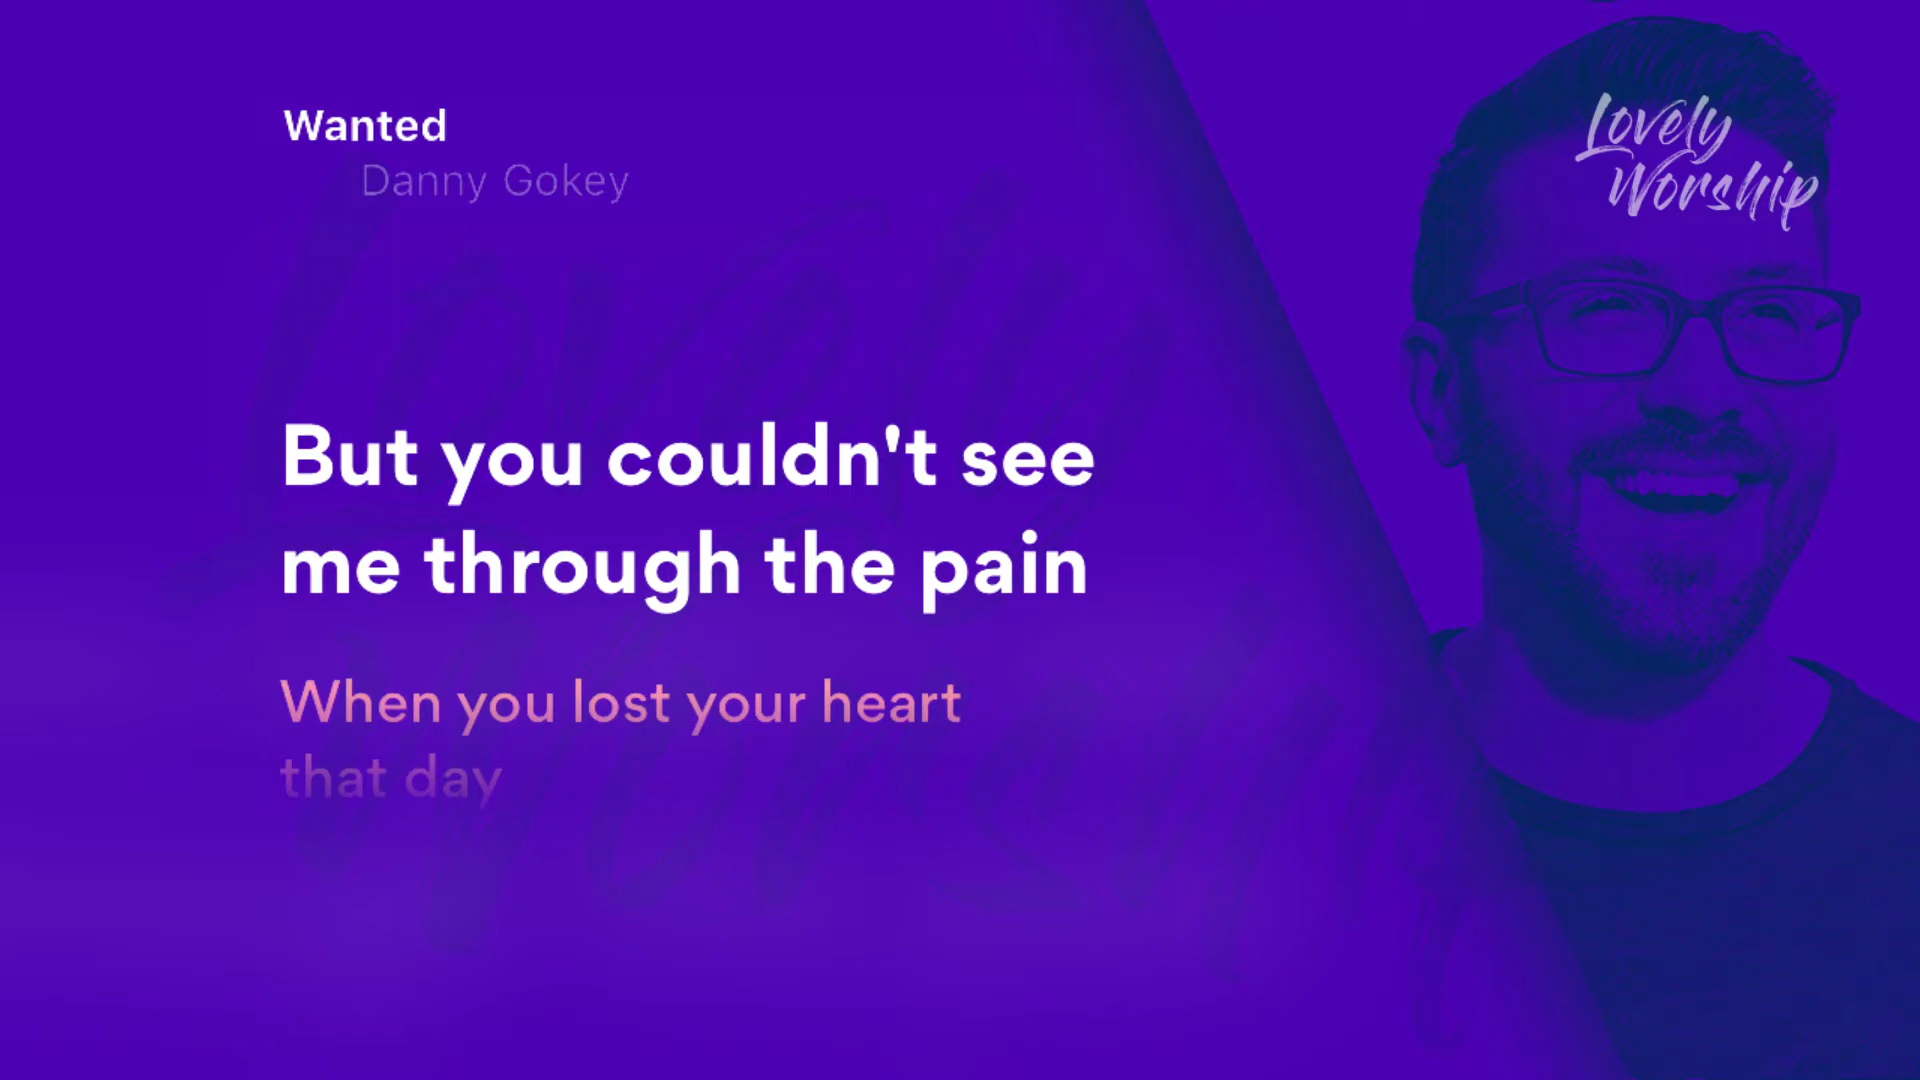 Wanted
Danny Gokey
Lovely
Worship
But you couldn't see
me through the pain
When you lost your heart
that day